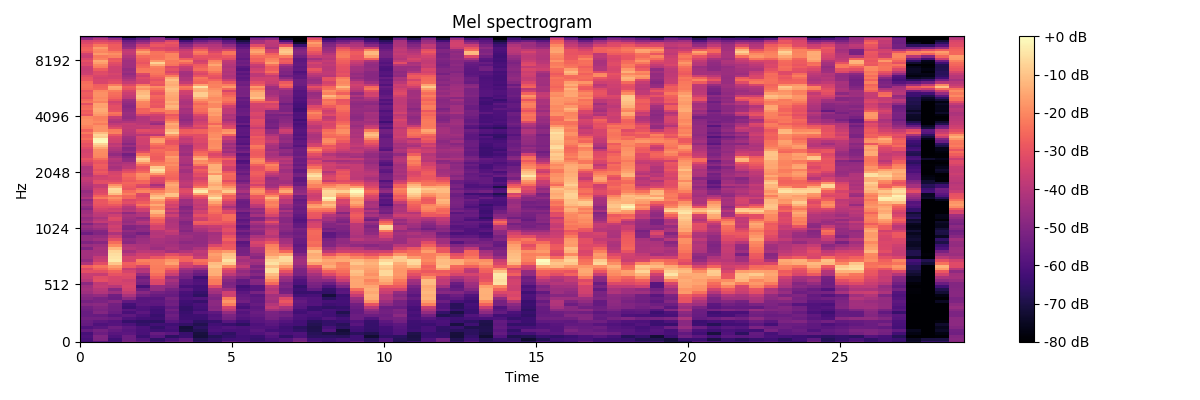 Mel spectrogram
8192
4096
2048
1024
512
0
Hz
0 5 10 15 20 25
Time
+0 dB
-10 dB
-20 dB
-30 dB
-40 dB
-50 dB
-60 dB
-70 dB
-80 dB